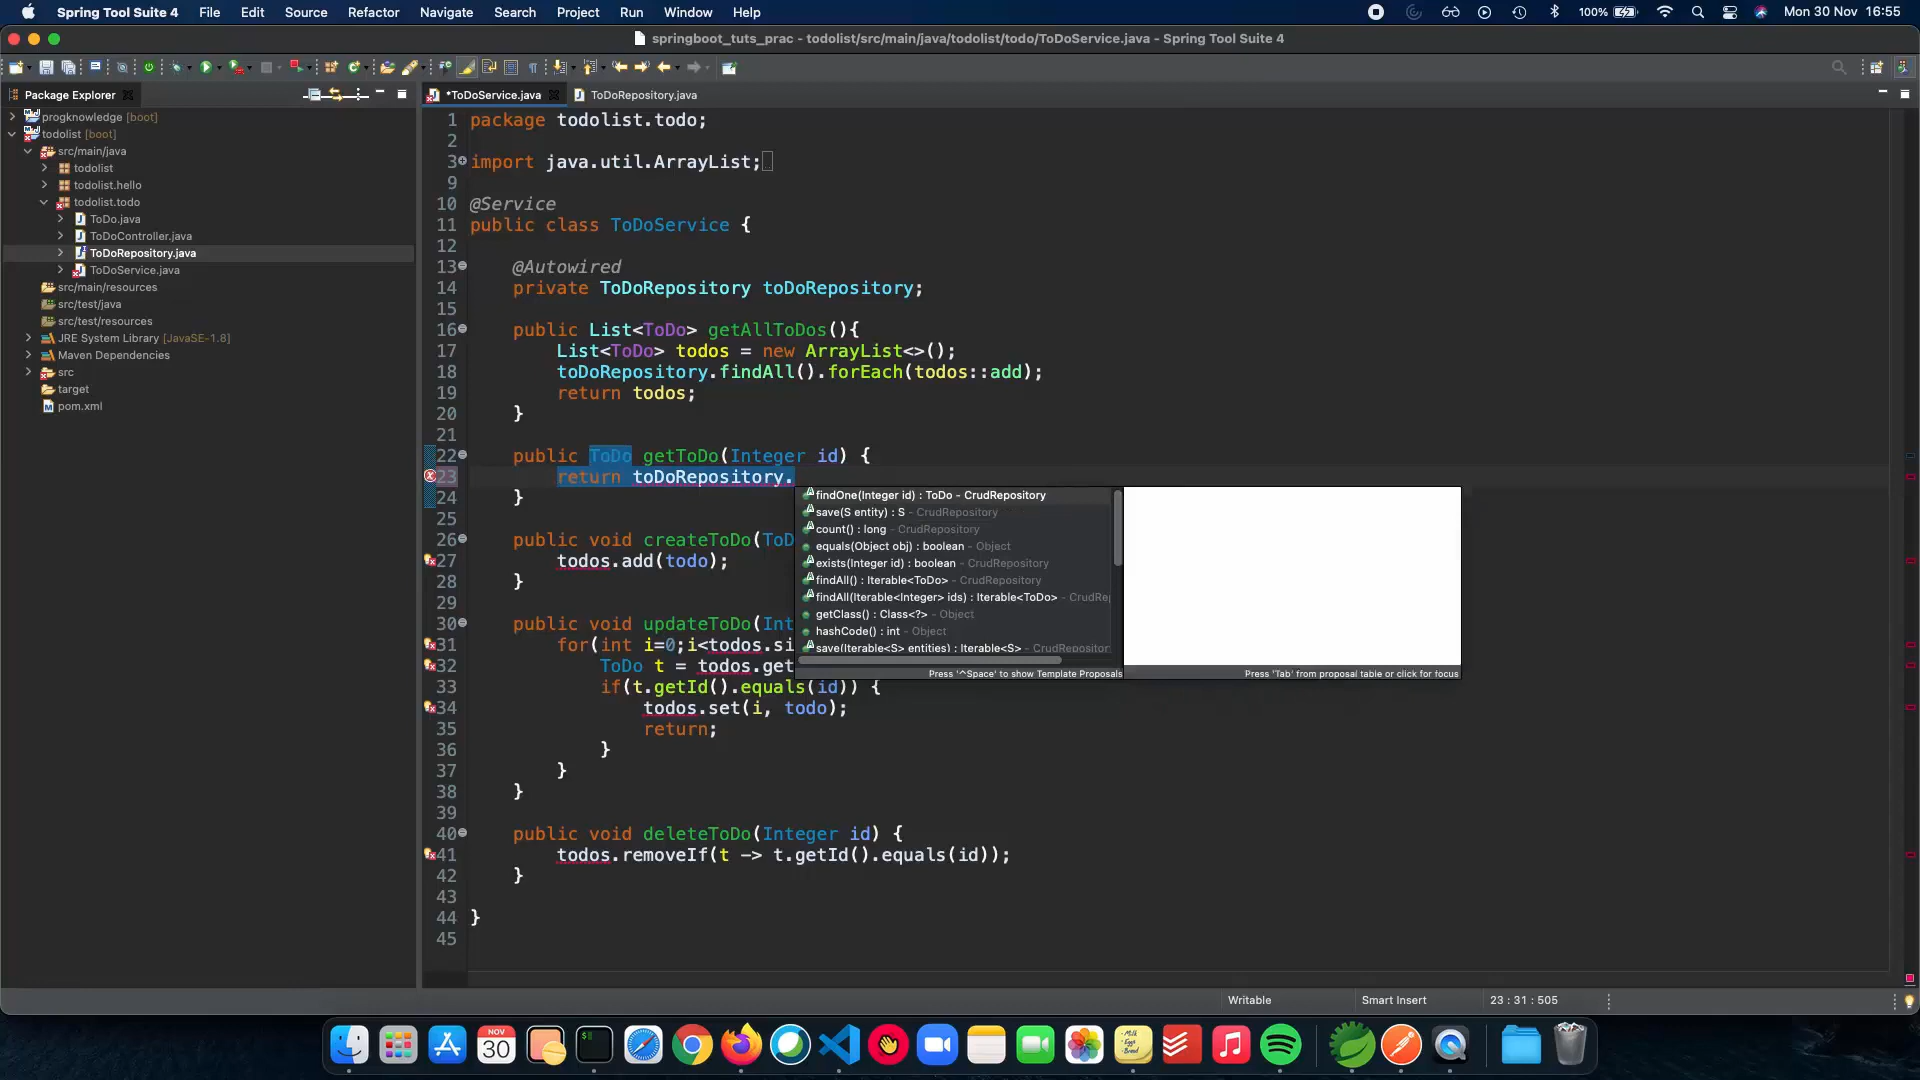 Spring Tool Suite 4 File Edit Source Refactor Navigate Search Project Run Window Help 100% Mon 30 Nov 16:55
springboot_tuts_prac - todolist/src/main/java/todolist/todo/ToDoService.java - Spring Tool Suite 4
Package Explorer
*ToDoService.java ToDoRepository.java
progknowledge [boot]
todolist [boot]
src/main/java
todolist
todolist.hello
todolist.todo
ToDo.java
ToDoController.java
ToDoRepository.java
ToDoService.java
src/main/resources
src/test/java
src/test/resources
JRE System Library [JavaSE-1.8]
Maven Dependencies
src
target
pom.xml
1 package todolist.todo;
2
3 import java.util.ArrayList;
9
10 @Service
11 public class ToDoService {
12
13 @Autowired
14 private ToDoRepository toDoRepository;
15
16 public List<ToDo> getAllToDos(){
17 List<ToDo> todos = new ArrayList<>();
18 toDoRepository.findAll().forEach(todos::add);
19 return todos;
20 }
21
22 public ToDo getToDo(Integer id) {
23 return toDoRepository.
24 }
25
26 public void createToDo(ToD
27 todos.add(todo);
28 }
29
30 public void updateToDo(Int
31 for(int i=0;i<todos.si
32 ToDo t = todos.get
33 if(t.getId().equals(id)) {
34 todos.set(i, todo);
35 return;
36 }
37 }
38 }
39
40 public void deleteToDo(Integer id) {
41 todos.removeIf(t -> t.getId().equals(id));
42 }
43
44 }
45
findOne(Integer id) : ToDo - CrudRepository
save(S entity) : S - CrudRepository
count() : long - CrudRepository
equals(Object obj) : boolean - Object
exists(Integer id) : boolean - CrudRepository
findAll() : Iterable<ToDo> - CrudRepository
findAll(Iterable<Integer> ids) : Iterable<ToDo> - CrudRep
getClass() : Class<?> - Object
hashCode() : int - Object
save(Iterable<S> entities) : Iterable<S> - CrudRepositor
Press '^Space' to show Template Proposals
Press 'Tab' from proposal table or click for focus
Writable Smart Insert 23 : 31 : 505
NOV
30
Milk
Eggs
Bread